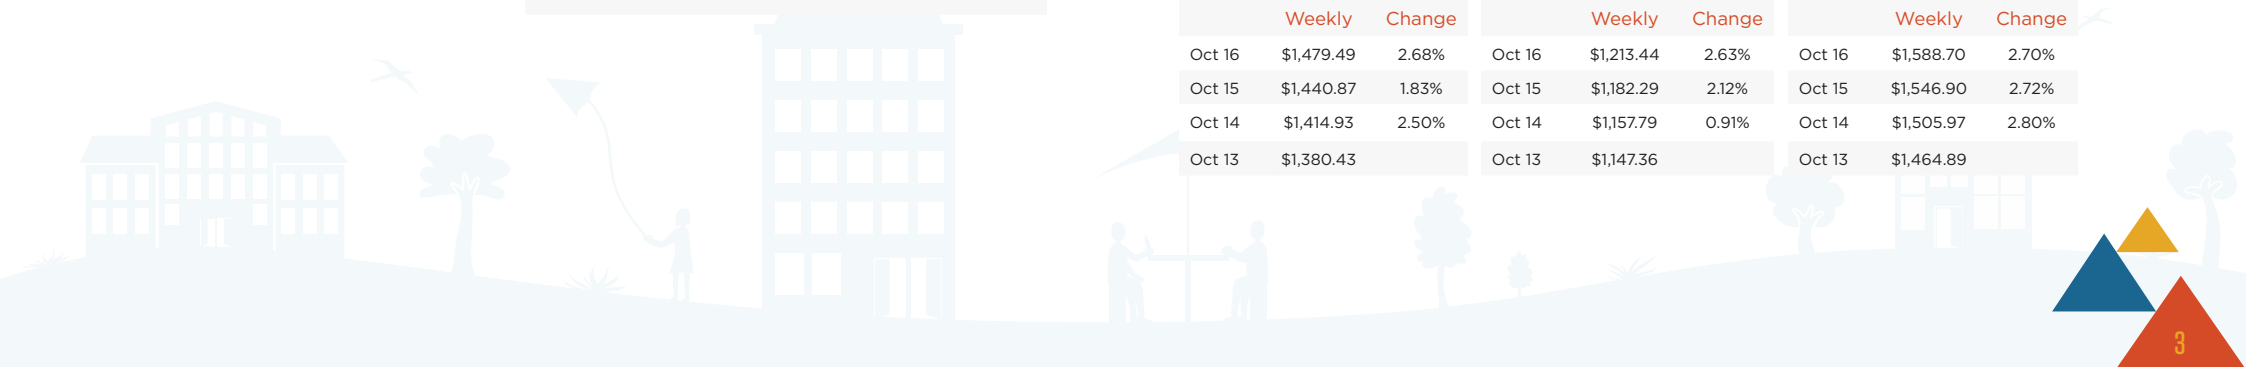 Weekly Change Weekly Change Weekly Change
Oct 16 $1,479.49 2.68% Oct 16 $1,213.44 2.63% Oct 16 $1,588.70 2.70%
Oct 15 $1,440.87 1.83% Oct 15 $1,182.29 2.12% Oct 15 $1,546.90 2.72%
Oct 14 $1,414.93 2.50% Oct 14 $1,157.79 0.91% Oct 14 $1,505.97 2.80%
Oct 13 $1,380.43 Oct 13 $1,147.36 Oct 13 $1,464.89
3